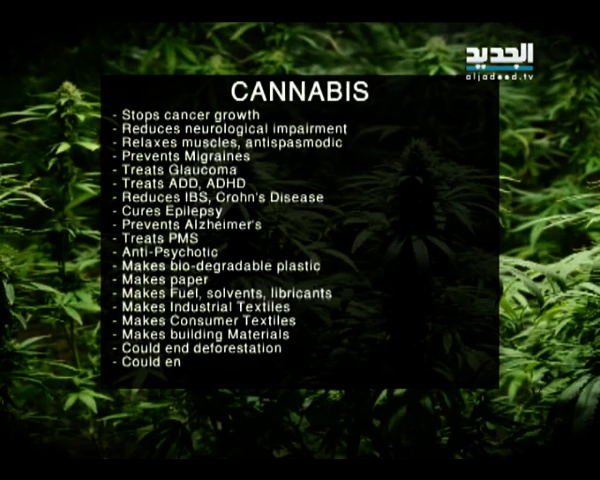 الجديد
aljadeed.tv
CANNABIS
- Stops cancer growth
- Reduces neurological impairment
- Relaxes muscles, antispasmodic
- Prevents Migraines
- Treats Glaucoma
- Treats ADD, ADHD
- Reduces IBS, Crohn's Disease
- Cures Epilepsy
- Prevents Alzheimer's
- Treats PMS
- Anti-Psychotic
- Makes bio-degradable plastic
- Makes paper
- Makes Fuel, solvents, libricants
- Makes Industrial Textiles
- Makes Consumer Textiles
- Makes building Materials
- Could end deforestation
- Could en